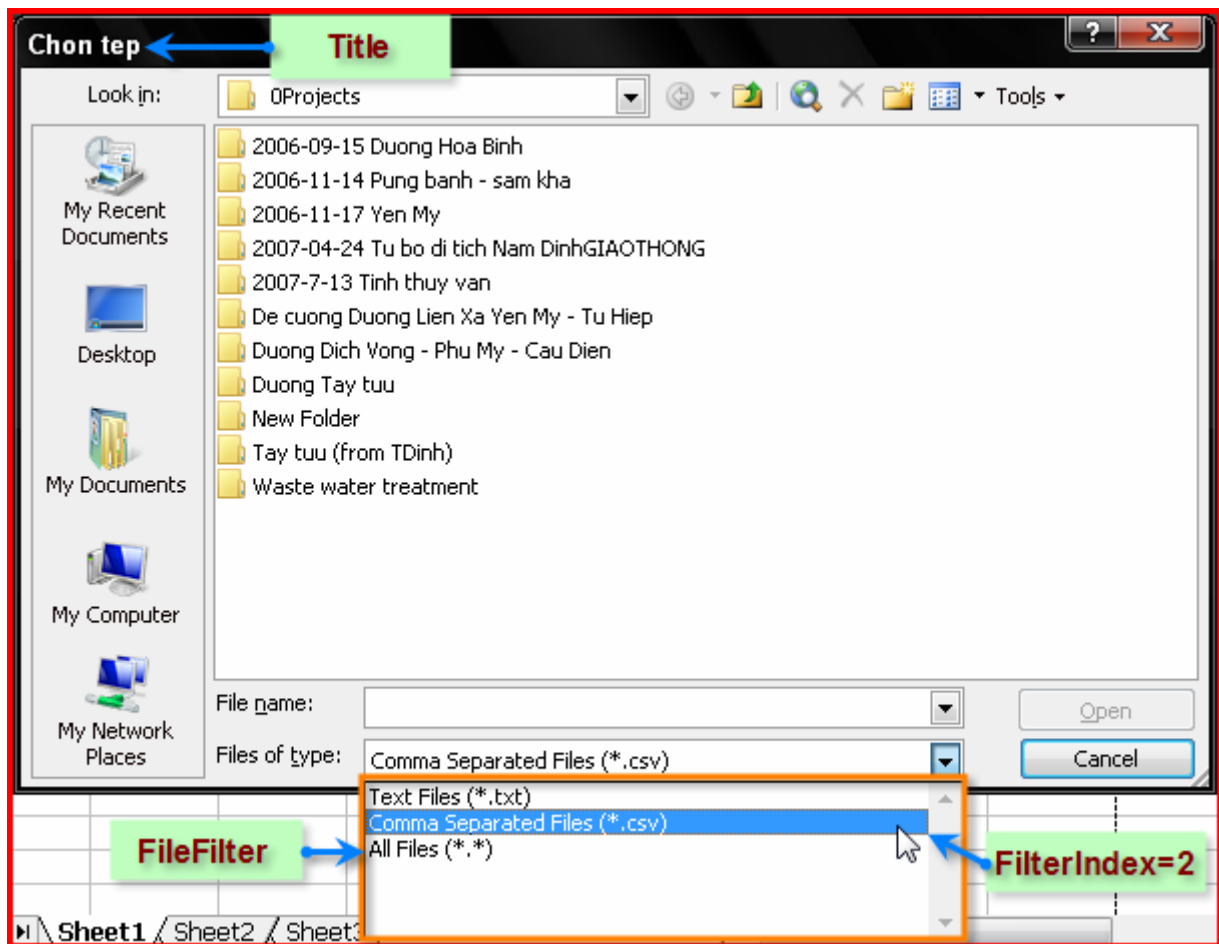 Chon tep
Title
?
X
Look in:
0Projects
Tools
My Recent Documents
Desktop
My Documents
My Computer
My Network Places
2006-09-15 Duong Hoa Binh
2006-11-14 Pung banh - sam kha
2006-11-17 Yen My
2007-04-24 Tu bo di tich Nam DinhGIAOTHONG
2007-7-13 Tinh thuy van
De cuong Duong Lien Xa Yen My - Tu Hiep
Duong Dich Vong - Phu My - Cau Dien
Duong Tay tuu
New Folder
Tay tuu (from TDinh)
Waste water treatment
File name:
Open
Files of type:
Comma Separated Files (*.csv)
Cancel
Text Files (*.txt)
Comma Separated Files (*.csv)
All Files (*.*)
FileFilter
FilterIndex=2
Sheet1 / Sheet2 / Sheet3